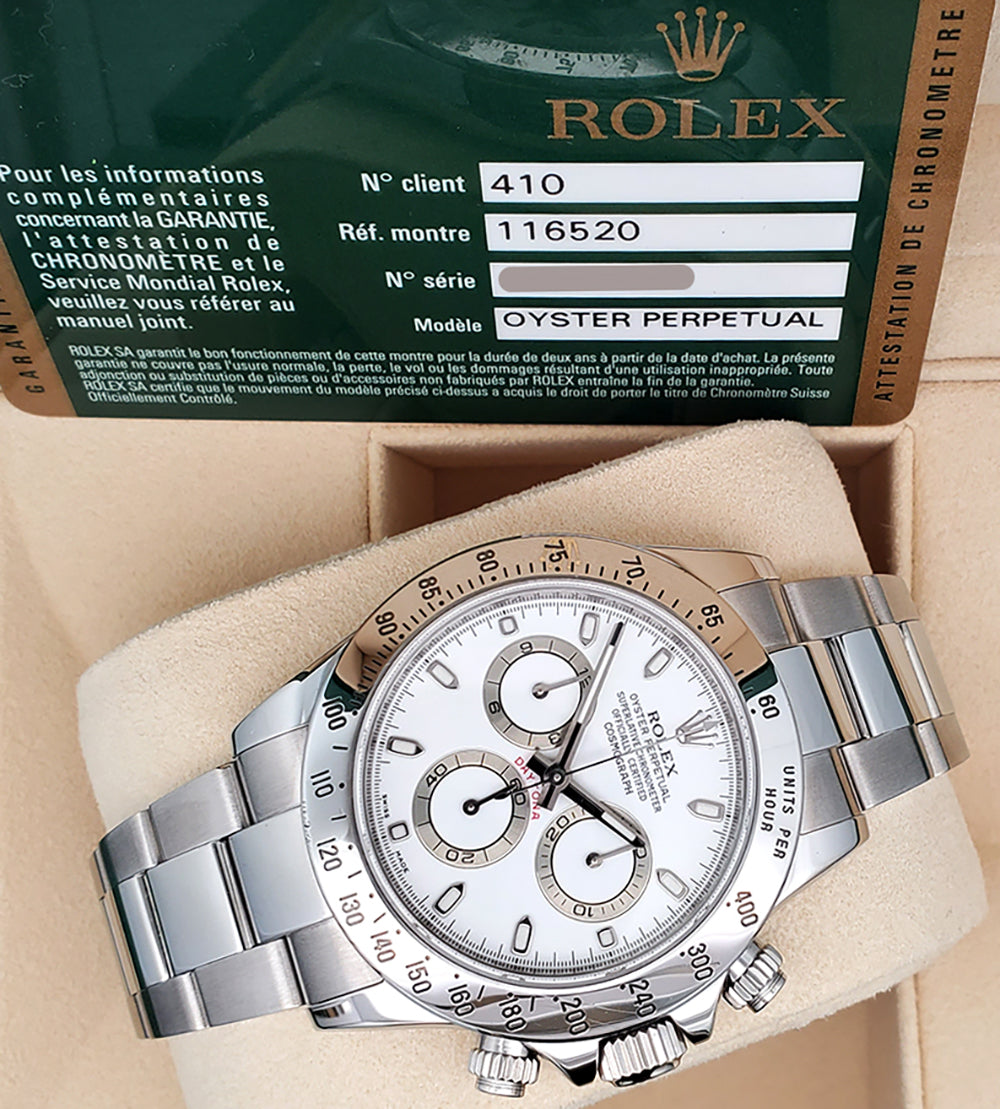 ROLEX
Pour les informations
complémentaires
concernant la GARANTIE,
l'attestation de
CHRONOMÈTRE et le
Service Mondial Rolex,
veuillez vous référer au
manuel joint.
N° client 410
Réf. montre 116520
N° série
Modèle OYSTER PERPETUAL
ROLEX SA garantit le bon fonctionnement de cette montre pour la durée de deux ans à partir de la date d'achat. La présente
garantie ne couvre pas l'usure normale, la perte, le vol ou les dommages résultant d'une utilisation inappropriée. Toute
adjonction ou substitution de pièces ou d'accessoires non fabriqués par ROLEX entraîne la fin de la garantie.
ROLEX SA certifie que le mouvement du modèle précisé ci-dessus a acquis le droit de porter le titre de Chronomètre Suisse
Officiellement Contrôlé.
ATTESTATION DE CHRONOMETRE
ROLEX
OYSTER PERPETUAL
SUPERLATIVE CHRONOMETER
OFFICIALLY CERTIFIED
COSMOGRAPH
DAYTONA
UNITS PER
HOUR
400
300
240
200
180
160
150
140
130
120
110
100
90
85
80
75
70
65
60
9
8
60
40
20
20
10
SWISS MADE